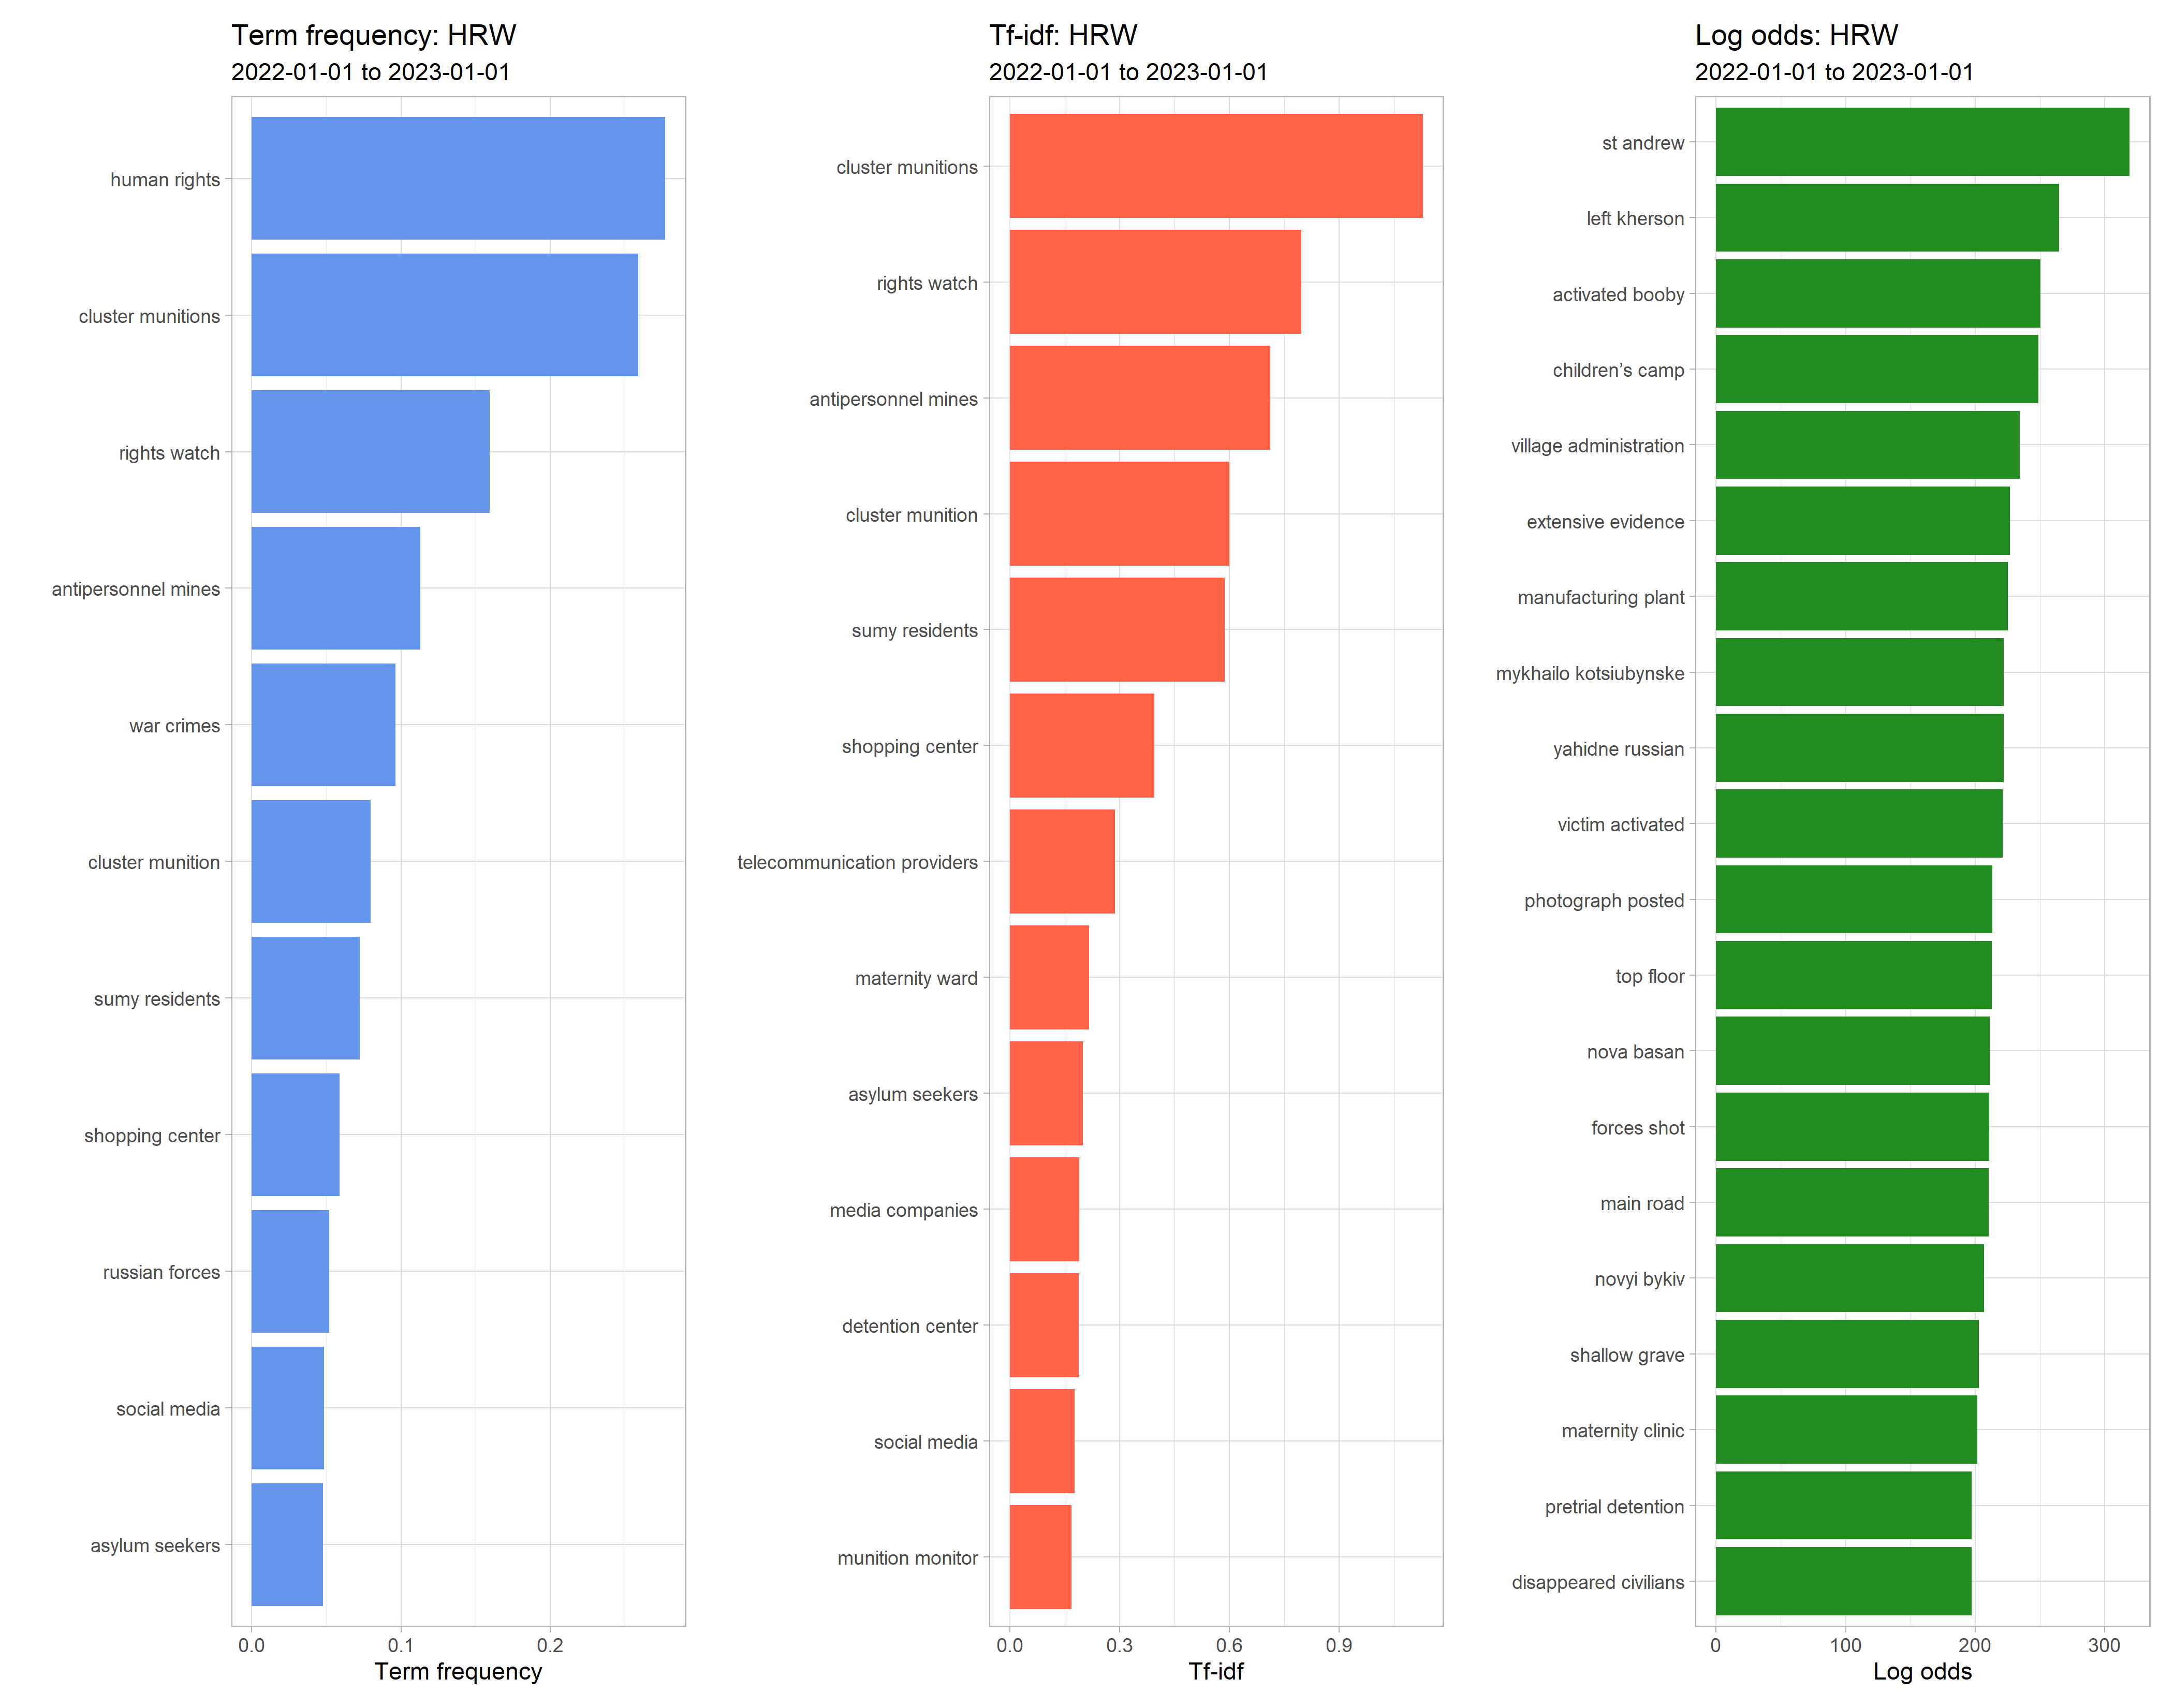 Term frequency: HRW
2022-01-01 to 2023-01-01
human rights
cluster munitions
rights watch
antipersonnel mines
war crimes
cluster munition
sumy residents
shopping center
russian forces
social media
asylum seekers
0.0 0.1 0.2
Term frequency
Tf-idf: HRW
2022-01-01 to 2023-01-01
cluster munitions
rights watch
antipersonnel mines
cluster munition
sumy residents
shopping center
telecommunication providers
maternity ward
asylum seekers
media companies
detention center
social media
munition monitor
0.0 0.3 0.6 0.9
Tf-idf
Log odds: HRW
2022-01-01 to 2023-01-01
st andrew
left kherson
activated booby
children’s camp
village administration
extensive evidence
manufacturing plant
mykhailo kotsiubynske
yahidne russian
victim activated
photograph posted
top floor
nova basan
forces shot
main road
novyi bykiv
shallow grave
maternity clinic
pretrial detention
disappeared civilians
0 100 200 300
Log odds